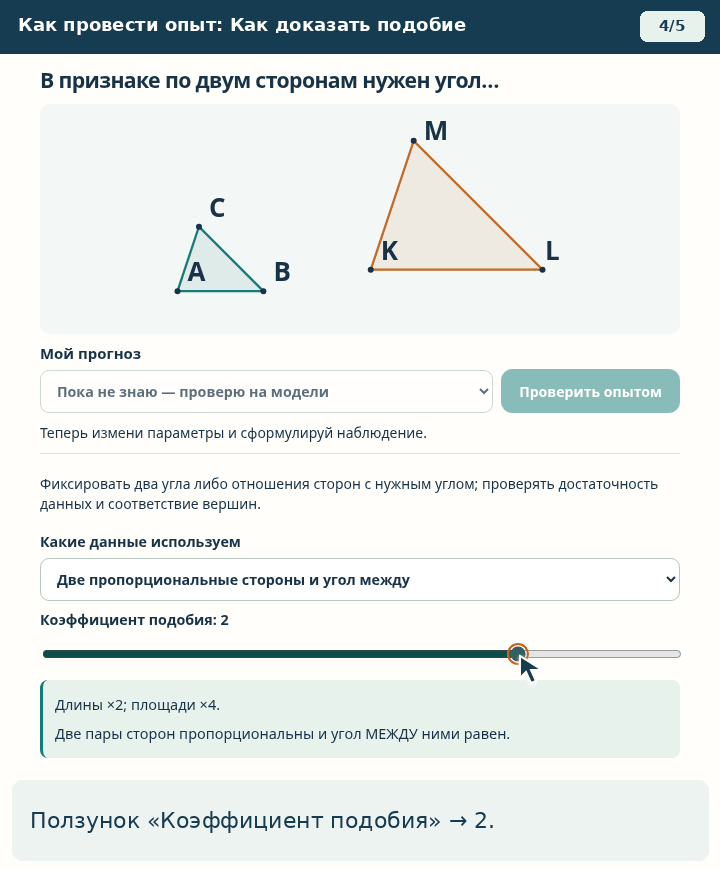 Как провести опыт: Как доказать подобие
4/5
В признаке по двум сторонам нужен угол…
M
C
K
L
A
B
Мой прогноз
Пока не знаю — проверю на модели
Проверить опытом
Теперь измени параметры и сформулируй наблюдение.
Фиксировать два угла либо отношения сторон с нужным углом; проверять достаточность
данных и соответствие вершин.
Какие данные используем
Две пропорциональные стороны и угол между
Коэффициент подобия: 2
Длины ×2; площади ×4.
Две пары сторон пропорциональны и угол МЕЖДУ ними равен.
Ползунок «Коэффициент подобия» → 2.